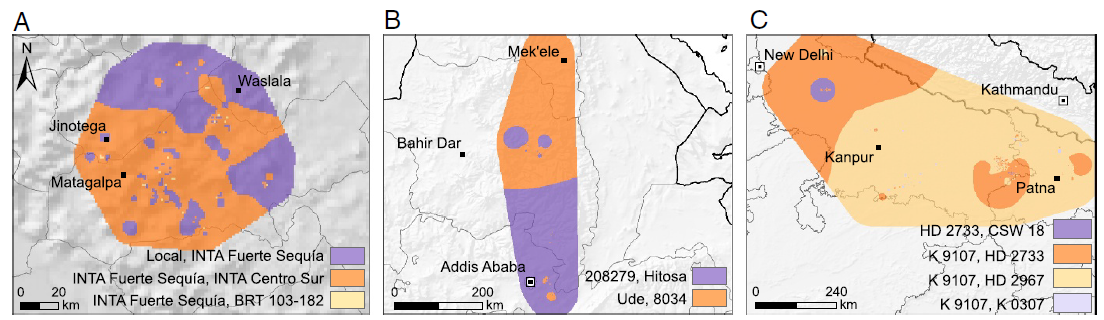 A
N
Waslala
Jinotega
Matagalpa
Local, INTA Fuerte Sequía
INTA Fuerte Sequía, INTA Centro Sur
INTA Fuerte Sequía, BRT 103-182
0 20 km
B
Mek'ele
Bahir Dar
Addis Ababa
208279, Hitosa
Ude, 8034
0 200 km
C
New Delhi
Kathmandu
Kanpur
Patna
HD 2733, CSW 18
K 9107, HD 2733
K 9107, HD 2967
K 9107, K 0307
0 240 km